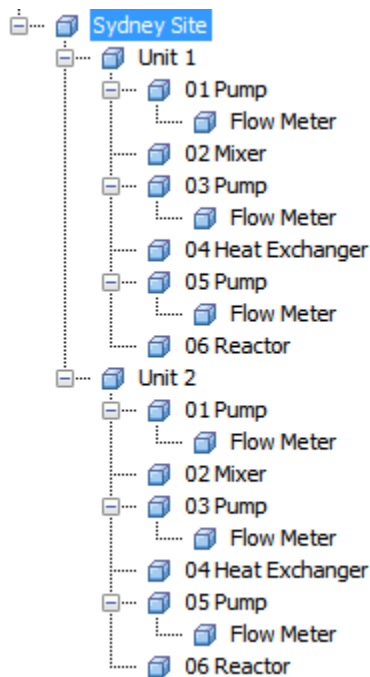 Sydney Site
Unit 1
01 Pump
Flow Meter
02 Mixer
03 Pump
Flow Meter
04 Heat Exchanger
05 Pump
Flow Meter
06 Reactor
Unit 2
01 Pump
Flow Meter
02 Mixer
03 Pump
Flow Meter
04 Heat Exchanger
05 Pump
Flow Meter
06 Reactor